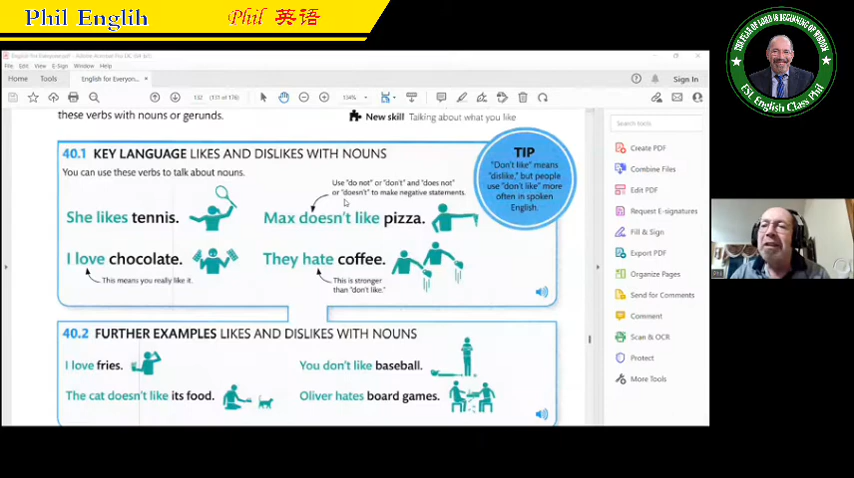 Phil Englih
Phil 英语
THE FEAR OF LORD IS BEGINNING OF WISDOM
ESL English Class Phil
File Edit View E-Sign Window Help
Home Tools English for Everyon...
Sign In
132 (131 of 176)
134%
these verbs with nouns or gerunds.
New skill Talking about what you like
40.1 KEY LANGUAGE LIKES AND DISLIKES WITH NOUNS
You can use these verbs to talk about nouns.
Use "do not" or "don't" and "does not"
or "doesn't" to make negative statements.
She likes tennis.
Max doesn't like pizza.
I love chocolate.
They hate coffee.
This means you really like it.
This is stronger
than "don't like."
TIP
"Don't like" means
"dislike," but people
use "don't like" more
often in spoken
English.
40.2 FURTHER EXAMPLES LIKES AND DISLIKES WITH NOUNS
I love fries.
You don't like baseball.
The cat doesn't like its food.
Oliver hates board games.
Search tools
Create PDF
Combine Files
Edit PDF
Request E-signatures
Fill & Sign
Export PDF
Organize Pages
Send for Comments
Comment
Scan & OCR
Protect
More Tools